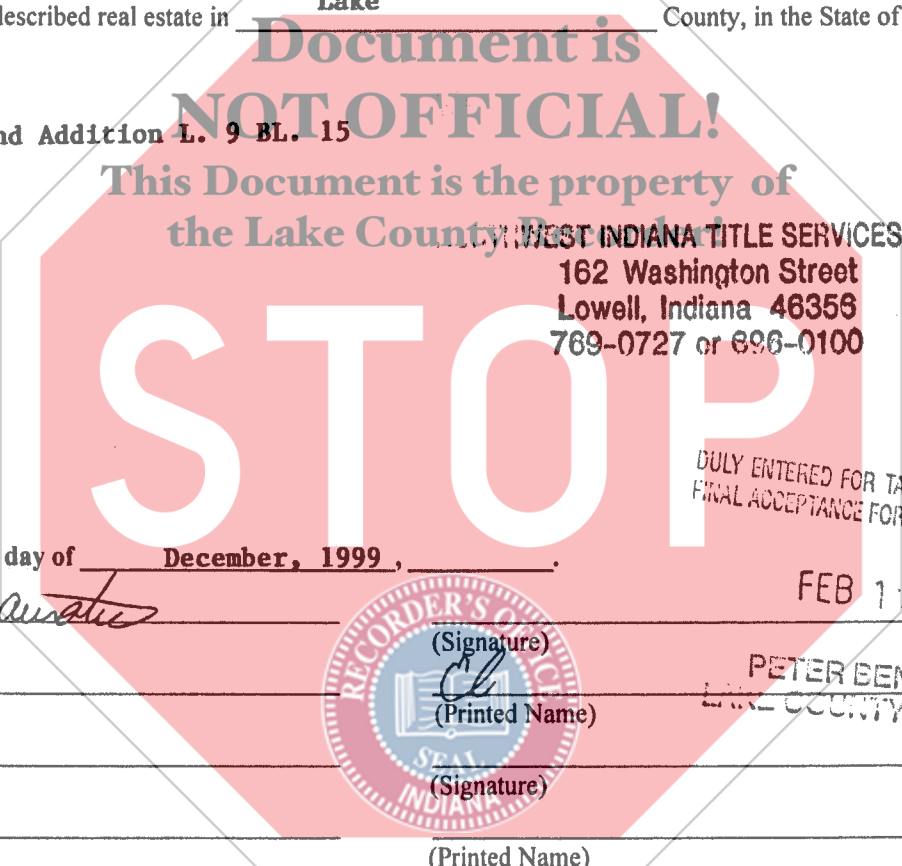 described real estate in Lake County, in the State of
Document is
NOT OFFICIAL!
nd Addition L. 9 BL. 15
This Document is the property of
the Lake County Recorder!
WEST INDIANA TITLE SERVICES
162 Washington Street
Lowell, Indiana 46356
769-0727 or 696-0100
STOP
DULY ENTERED FOR TA
FINAL ACCEPTANCE FOR
day of December, 1999 , .
FEB 1
RECORDER'S OFFICE
(Signature)
PETER BEN
LAKE COUNTY
(Printed Name)
SEAL
(Signature)
INDIANA
(Printed Name)